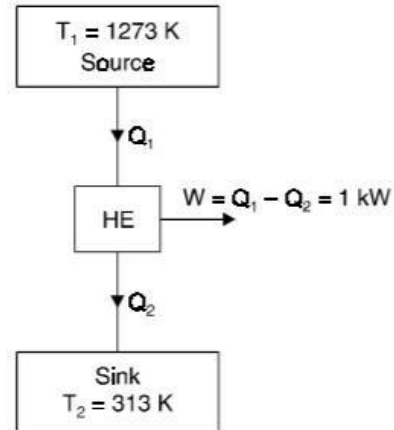 T₁ = 1273 K
Source
Q₁
HE
W = Q₁ – Q₂ = 1 kW
Q₂
Sink
T₂ = 313 K